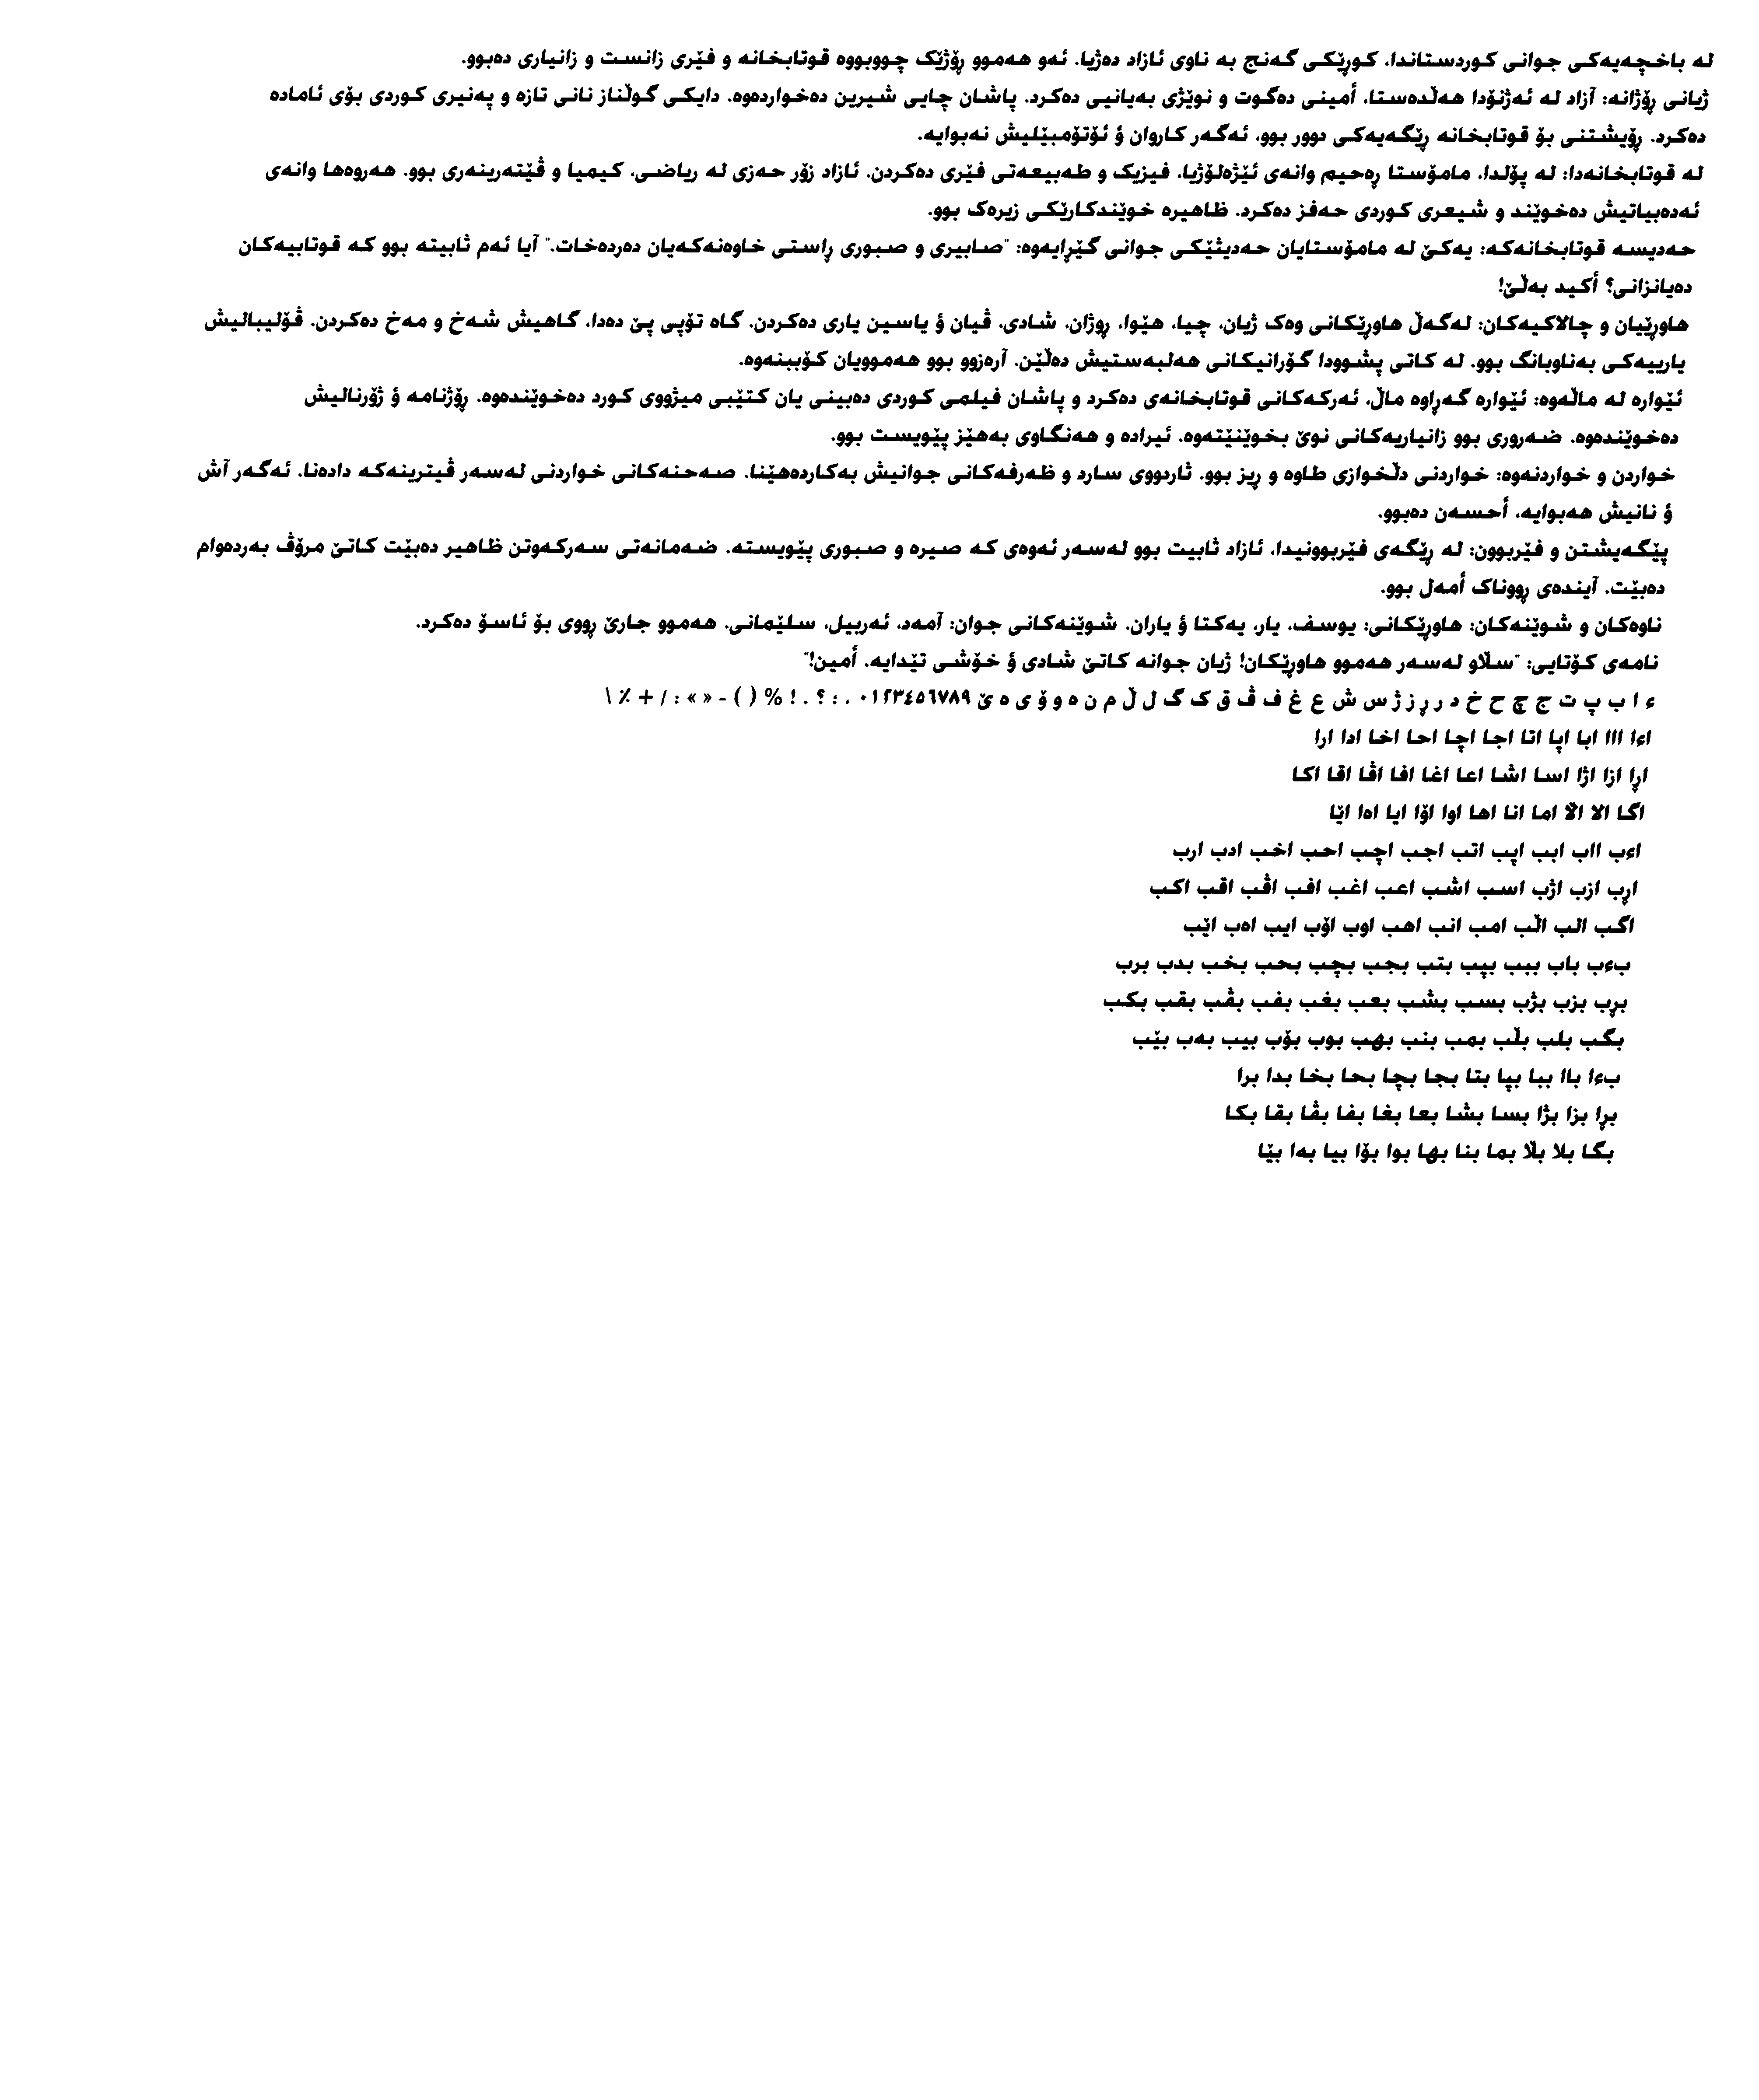 لە باخچەیەکی جوانی کوردستاندا، کوڕێکی گەنج بە ناوی ئازاد دەژیا. ئەو هەموو ڕۆژێک چووبووە قوتابخانە و فێری زانست و زانیاری دەبوو.
ژیانی ڕۆژانە: آزاد لە ئەژنۆدا هەڵدەستا، أمینی دەگوت و نوێژی بەیانیی دەکرد. پاشان چایی شیرین دەخواردەوە. دایکی گوڵناز نانی تازە و پەنیری کوردی بۆی ئامادە
دەکرد. ڕۆیشتنی بۆ قوتابخانە ڕێگەیەکی دوور بوو، ئەگەر کاروان ؤ ئۆتۆمبێلیش نەبوایە.
لە قوتابخانەدا: لە پۆلدا، مامۆستا ڕەحیم وانەی ئێژەلۆژیا، فیزیک و طەبیعەتی فێری دەکردن. ئازاد زۆر حەزی لە ریاضی، کیمیا و ڤێتەرینەری بوو. هەروەها وانەی
ئەدەبیاتیش دەخوێند و شیعری کوردی حەفز دەکرد. ظاهیرە خوێندکارێکی زیرەک بوو.
حەدیسە قوتابخانەکە: یەکێ لە مامۆستایان حەدیثێکی جوانی گێڕایەوە: "صابیری و صبوری ڕاستی خاوەنەکەیان دەردەخات." آیا ئەم ثابیتە بوو کە قوتابیەکان
دەیانزانی؟ أکید بەڵێ!
هاوڕێیان و چالاکیەکان: لەگەڵ هاوڕێکانی وەک ژیان، چیا، هێوا، ڕوژان، شادی، ڤیان ؤ یاسین یاری دەکردن. گاە تۆپی پێ دەدا، گاهیش شەخ و مەخ دەکردن. ڤۆلیبالیش
یارییەکی بەناوبانگ بوو. لە کاتی پشوودا گۆرانیکانی هەلبەستیش دەڵێن. آرەزوو بوو هەموویان کۆببنەوە.
ئێوارە لە ماڵەوە: ئێوارە گەڕاوە ماڵ، ئەرکەکانی قوتابخانەی دەکرد و پاشان فیلمی کوردی دەبینی یان کتێبی میژووی کورد دەخوێندەوە. ڕۆژنامە ؤ ژۆرنالیش
دەخوێندەوە. ضەروری بوو زانیاریەکانی نوێ بخوێنێتەوە. ئیرادە و هەنگاوی بەهێز پێویست بوو.
خواردن و خواردنەوە: خواردنی دڵخوازی طاوە و ڕیز بوو. ثاردووی سارد و ظەرفەکانی جوانیش بەکاردەهێنا. صەحنەکانی خواردنی لەسەر ڤیترینەکە دادەنا. ئەگەر آش
ؤ نانیش هەبوایە، أحسەن دەبوو.
پێگەیشتن و فێربوون: لە ڕێگەی فێربوونیدا، ئازاد ثابیت بوو لەسەر ئەوەی کە صیرە و صبوری پێویستە. ضەمانەتی سەرکەوتن ظاهیر دەبێت کاتێ مرۆڤ بەردەوام
دەبێت. آیندەی ڕووناک أمەل بوو.
ناوەکان و شوێنەکان: هاوڕێکانی: یوسف، یار، یەکتا ؤ یاران. شوێنەکانی جوان: آمەد، ئەربیل، سلێمانی. هەموو جارێ ڕووی بۆ ئاسۆ دەکرد.
نامەی کۆتایی: "سڵاو لەسەر هەموو هاوڕێکان! ژیان جوانە کاتێ شادی ؤ خۆشی تێدایە. أمین!"
ء ا ب پ ت ج چ ح خ د ر ڕ ز ژ س ش ع غ ف ڤ ق ک گ ل ڵ م ن ه و ۆ ی ە ێ ٠١٢٣٤٥٦٧٨٩ ، ؛ ؟ . ! % ( ) - « » : / + ٪ \
اءا ااا ابا اپا اتا اجا اچا احا اخا ادا ارا
اڕا ازا اژا اسا اشا اعا اغا افا اڤا اقا اکا
اگا الا اڵا اما انا اها اوا اۆا ایا اەا اێا
اءب ااب ابب اپب اتب اجب اچب احب اخب ادب ارب
اڕب ازب اژب اسب اشب اعب اغب افب اڤب اقب اکب
اگب الب اڵب امب انب اهب اوب اۆب ایب اەب اێب
بءب باب ببب بپب بتب بجب بچب بحب بخب بدب برب
بڕب بزب بژب بسب بشب بعب بغب بفب بڤب بقب بکب
بگب بلب بڵب بمب بنب بهب بوب بۆب بیب بەب بێب
بءا باا ببا بپا بتا بجا بچا بحا بخا بدا برا
بڕا بزا بژا بسا بشا بعا بغا بفا بڤا بقا بکا
بگا بلا بڵا بما بنا بها بوا بۆا بیا بەا بێا